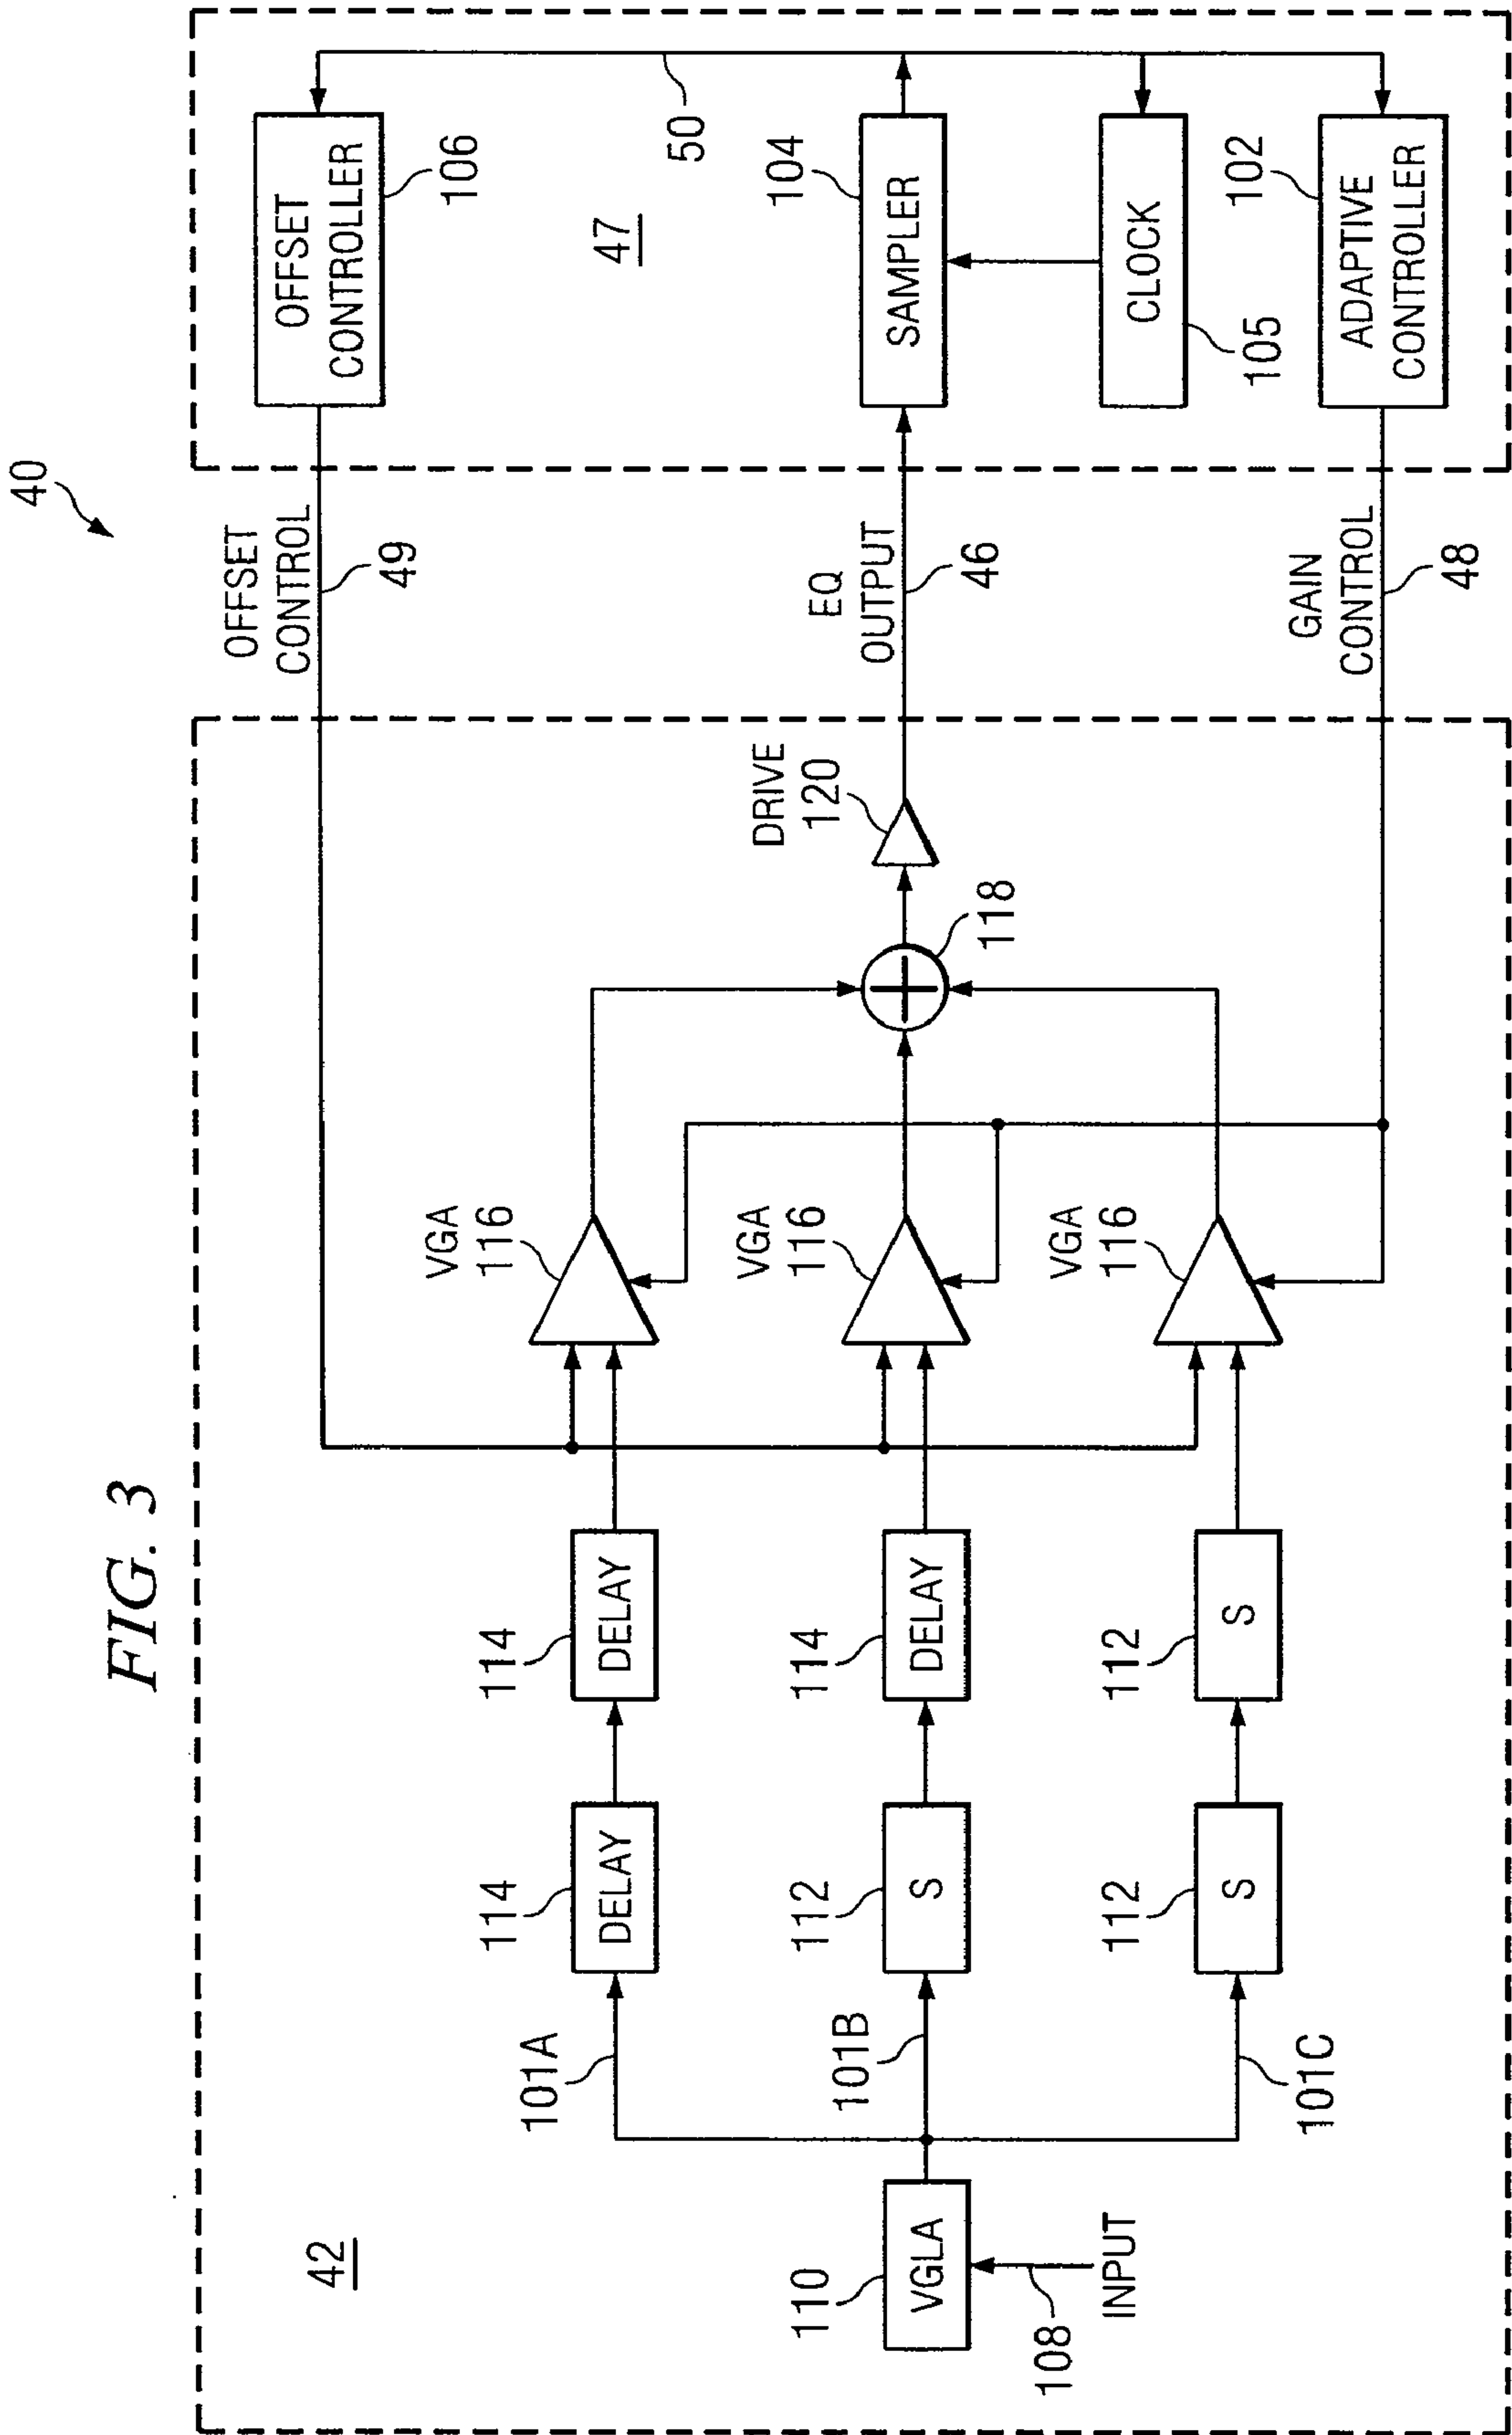 FIG. 3
40
42
INPUT
108
VGLA
110
101A
101B
101C
DELAY
114
DELAY
114
S
112
DELAY
114
S
112
S
112
VGA
116
VGA
116
VGA
116
118
DRIVE
120
OFFSET
CONTROL
49
EQ
OUTPUT
46
GAIN
CONTROL
48
47
OFFSET
CONTROLLER
106
50
SAMPLER
104
CLOCK
105
ADAPTIVE
CONTROLLER
102